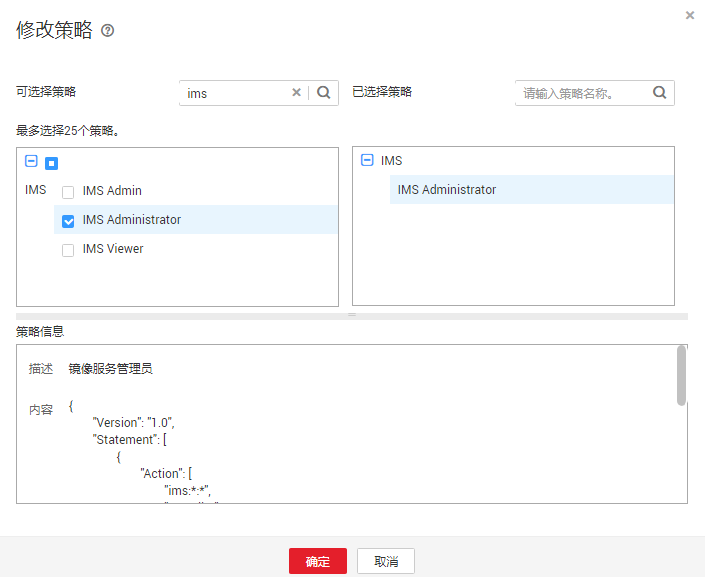 修改策略
可选择策略
ims
已选择策略
请输入策略名称。
最多选择25个策略。
IMS
IMS Admin
IMS Administrator
IMS Viewer
IMS
IMS Administrator
策略信息
描述 镜像服务管理员
内容 {
"Version": "1.0",
"Statement": [
{
"Action": [
"ims:*:*",
确定
取消